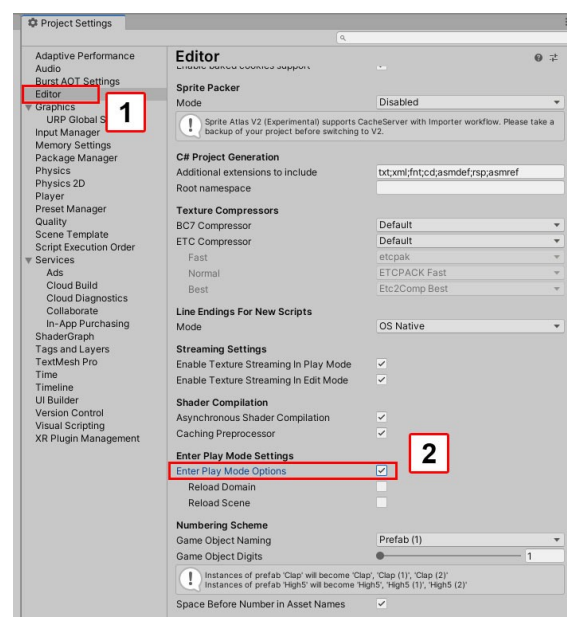 Project Settings
Adaptive Performance
Audio
Burst AOT Settings
Editor
1
Graphics
URP Global S
Input Manager
Memory Settings
Package Manager
Physics
Physics 2D
Player
Preset Manager
Quality
Scene Template
Script Execution Order
Services
Ads
Cloud Build
Cloud Diagnostics
Collaborate
In-App Purchasing
ShaderGraph
Tags and Layers
TextMesh Pro
Time
Timeline
UI Builder
Version Control
Visual Scripting
XR Plugin Management
Editor
Enable baked cookies support
Sprite Packer
Mode Disabled
Sprite Atlas V2 (Experimental) supports CacheServer with Importer workflow. Please take a
backup of your project before switching to V2.
C# Project Generation
Additional extensions to include txt;xml;fnt;cd;asmdef;rsp;asmref
Root namespace
Texture Compressors
BC7 Compressor Default
ETC Compressor Default
Fast etcpak
Normal ETCPACK Fast
Best Etc2Comp Best
Line Endings For New Scripts
Mode OS Native
Streaming Settings
Enable Texture Streaming In Play Mode
Enable Texture Streaming In Edit Mode
Shader Compilation
Asynchronous Shader Compilation
Caching Preprocessor
2
Enter Play Mode Settings
Enter Play Mode Options
Reload Domain
Reload Scene
Numbering Scheme
Game Object Naming Prefab (1)
Game Object Digits 1
Instances of prefab 'Clap' will become 'Clap', 'Clap (1)', 'Clap (2)'
Instances of prefab 'High5' will become 'High5', 'High5 (1)', 'High5 (2)'
Space Before Number in Asset Names